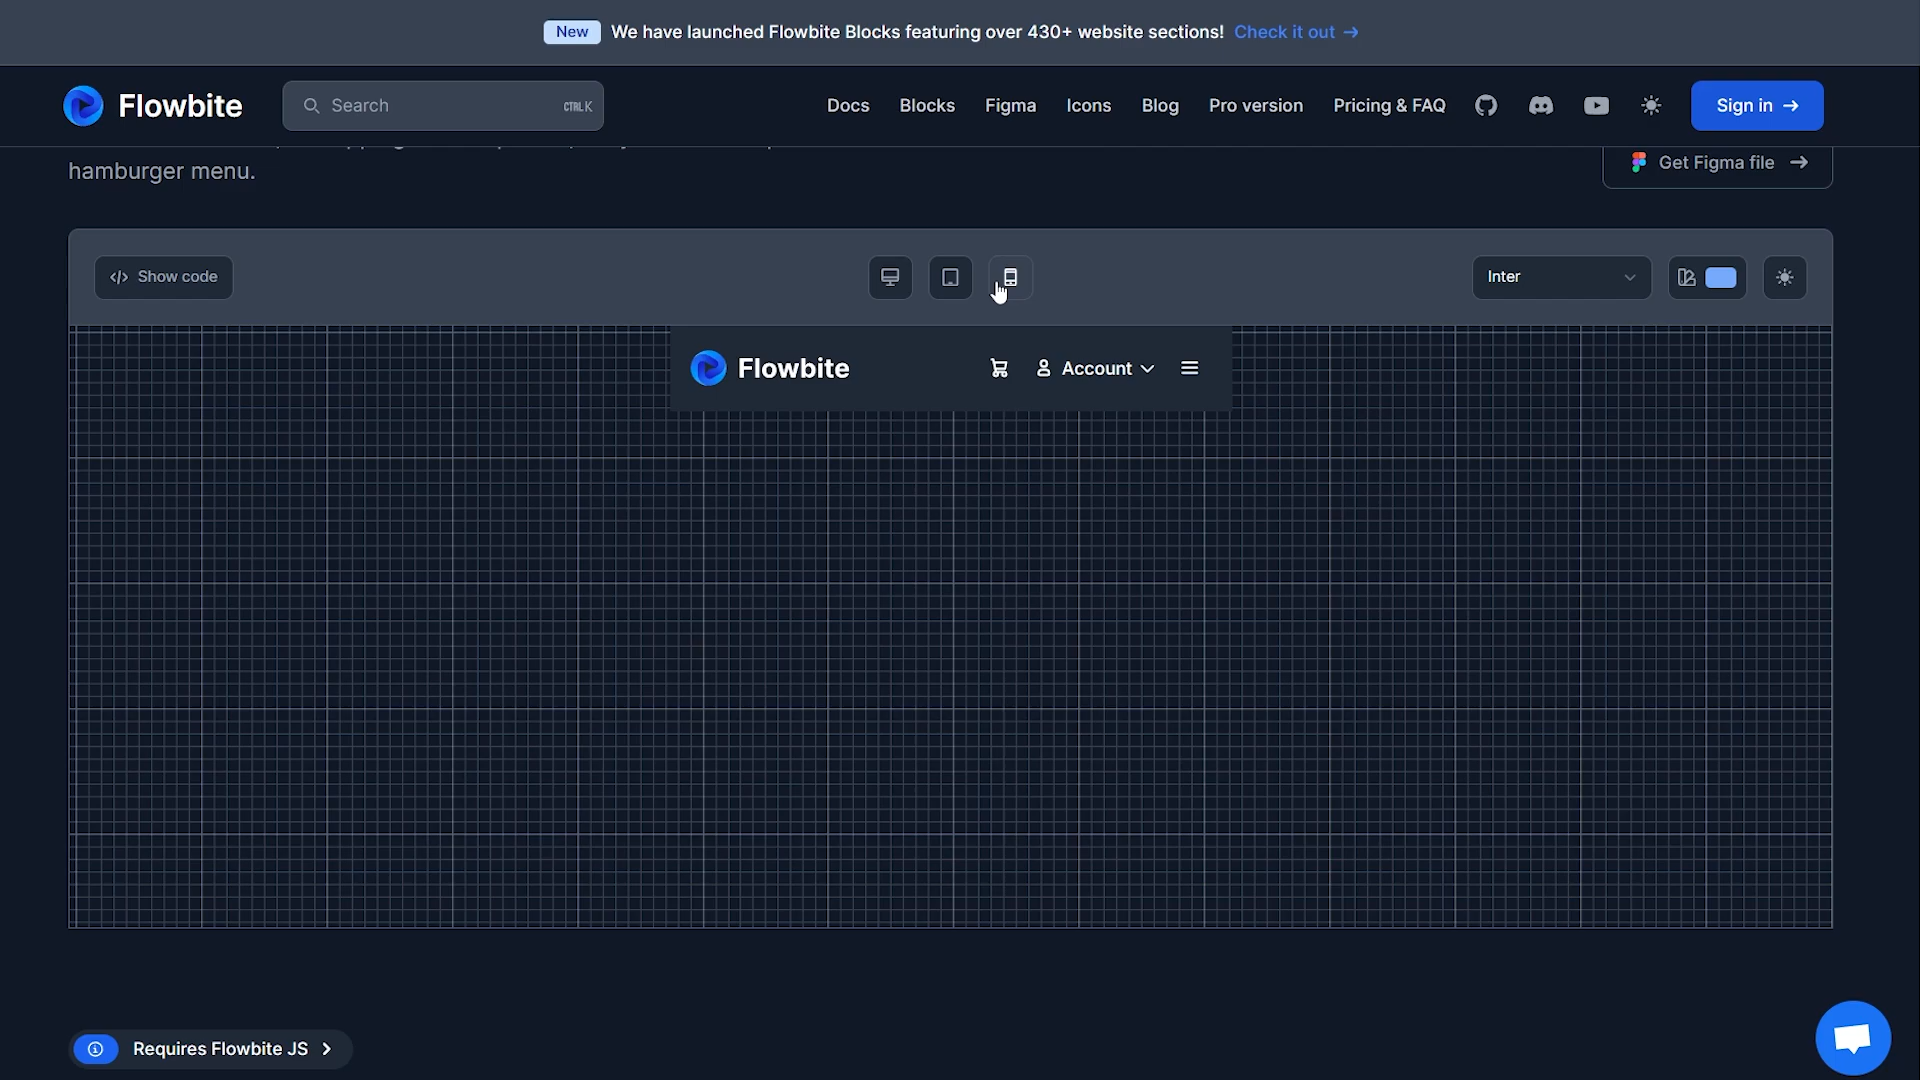 New We have launched Flowbite Blocks featuring over 430+ website sections! Check it out →
Flowbite Search CTRL K Docs Blocks Figma Icons Blog Pro version Pricing & FAQ Sign in →
hamburger menu. Get Figma file →
</> Show code Inter
Flowbite Account
Requires Flowbite JS